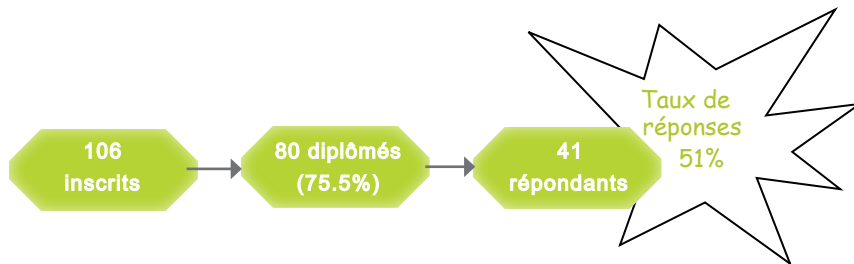 106
inscrits
80 diplômés
(75.5%)
41
répondants
Taux de
réponses
51%